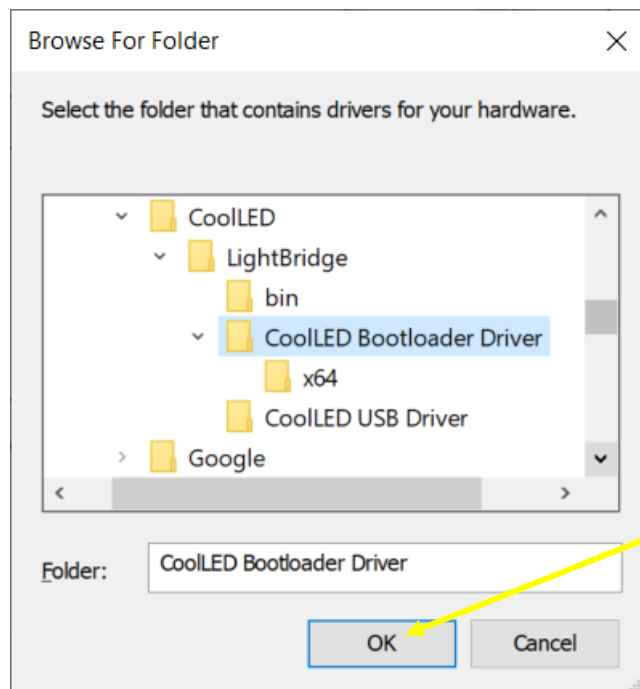 Browse For Folder
Select the folder that contains drivers for your hardware.
CoolLED
LightBridge
bin
CoolLED Bootloader Driver
x64
CoolLED USB Driver
Google
Folder: CoolLED Bootloader Driver
OK Cancel